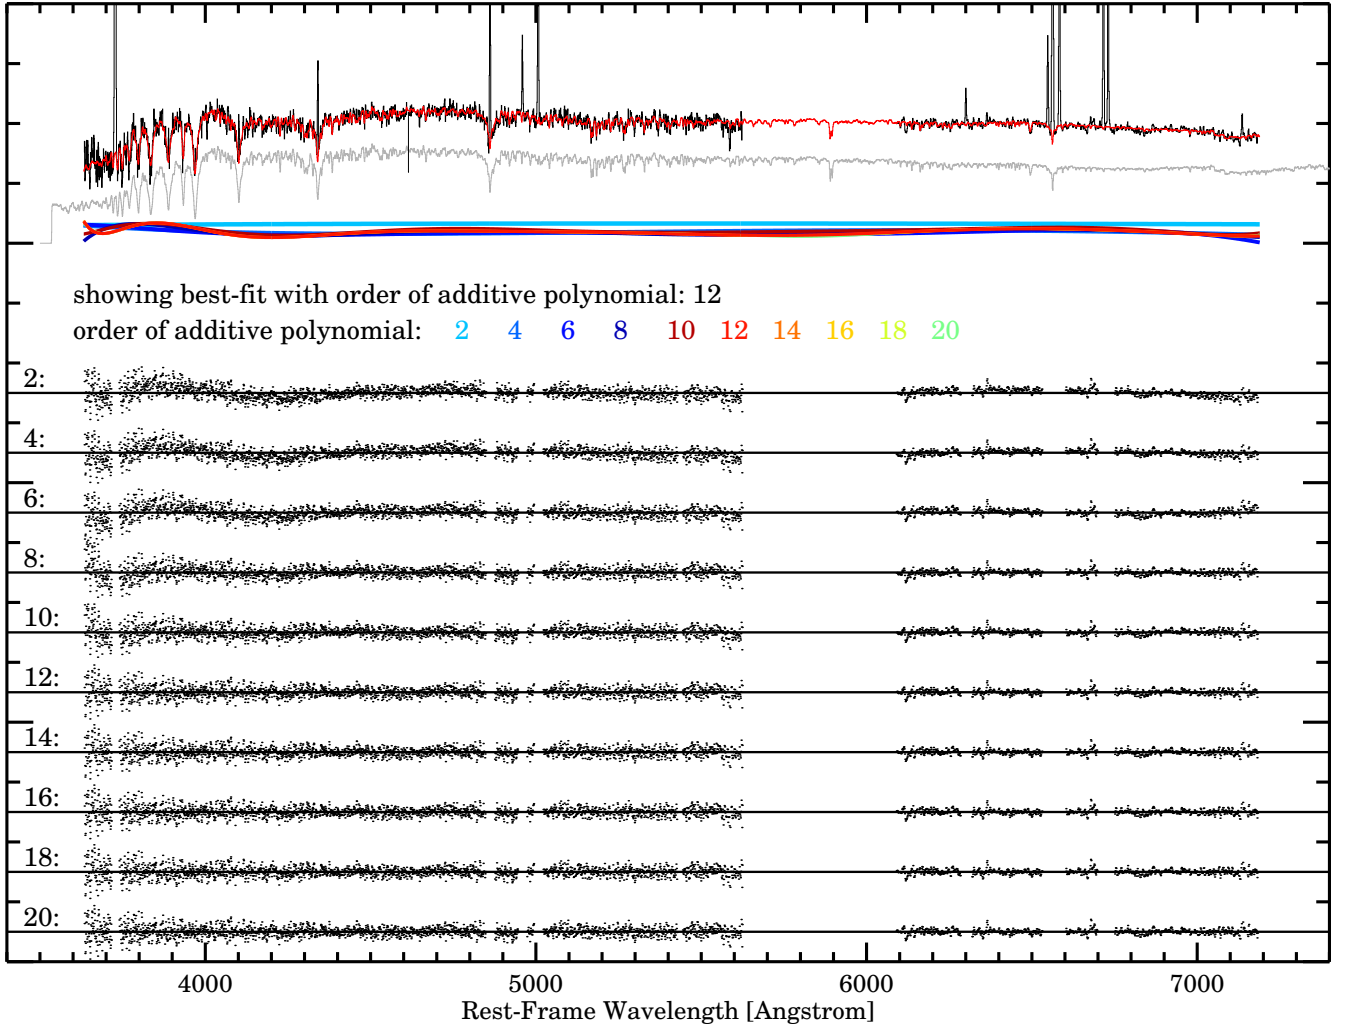 showing best-fit with order of additive polynomial: 12
order of additive polynomial: 2 4 6 8 10 12 14 16 18 20
2:
4:
6:
8:
10:
12:
14:
16:
18:
20:
4000 5000 6000 7000
Rest-Frame Wavelength [Angstrom]